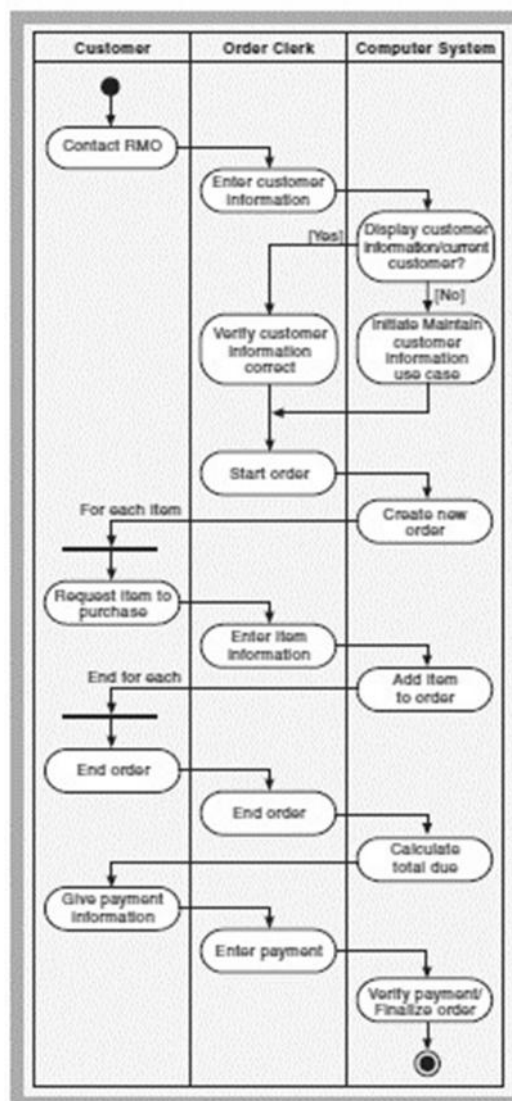 Customer
Order Clerk
Computer System
Contact RMO
Enter customer
information
Display customer
information/current
customer?
[Yes]
[No]
Verify customer
information
correct
Initiate Maintain
customer
information
use case
Start order
Create new
order
For each item
Request item to
purchase
Enter item
information
Add item
to order
End for each
End order
End order
Calculate
total due
Give payment
information
Enter payment
Verify payment/
Finalize order